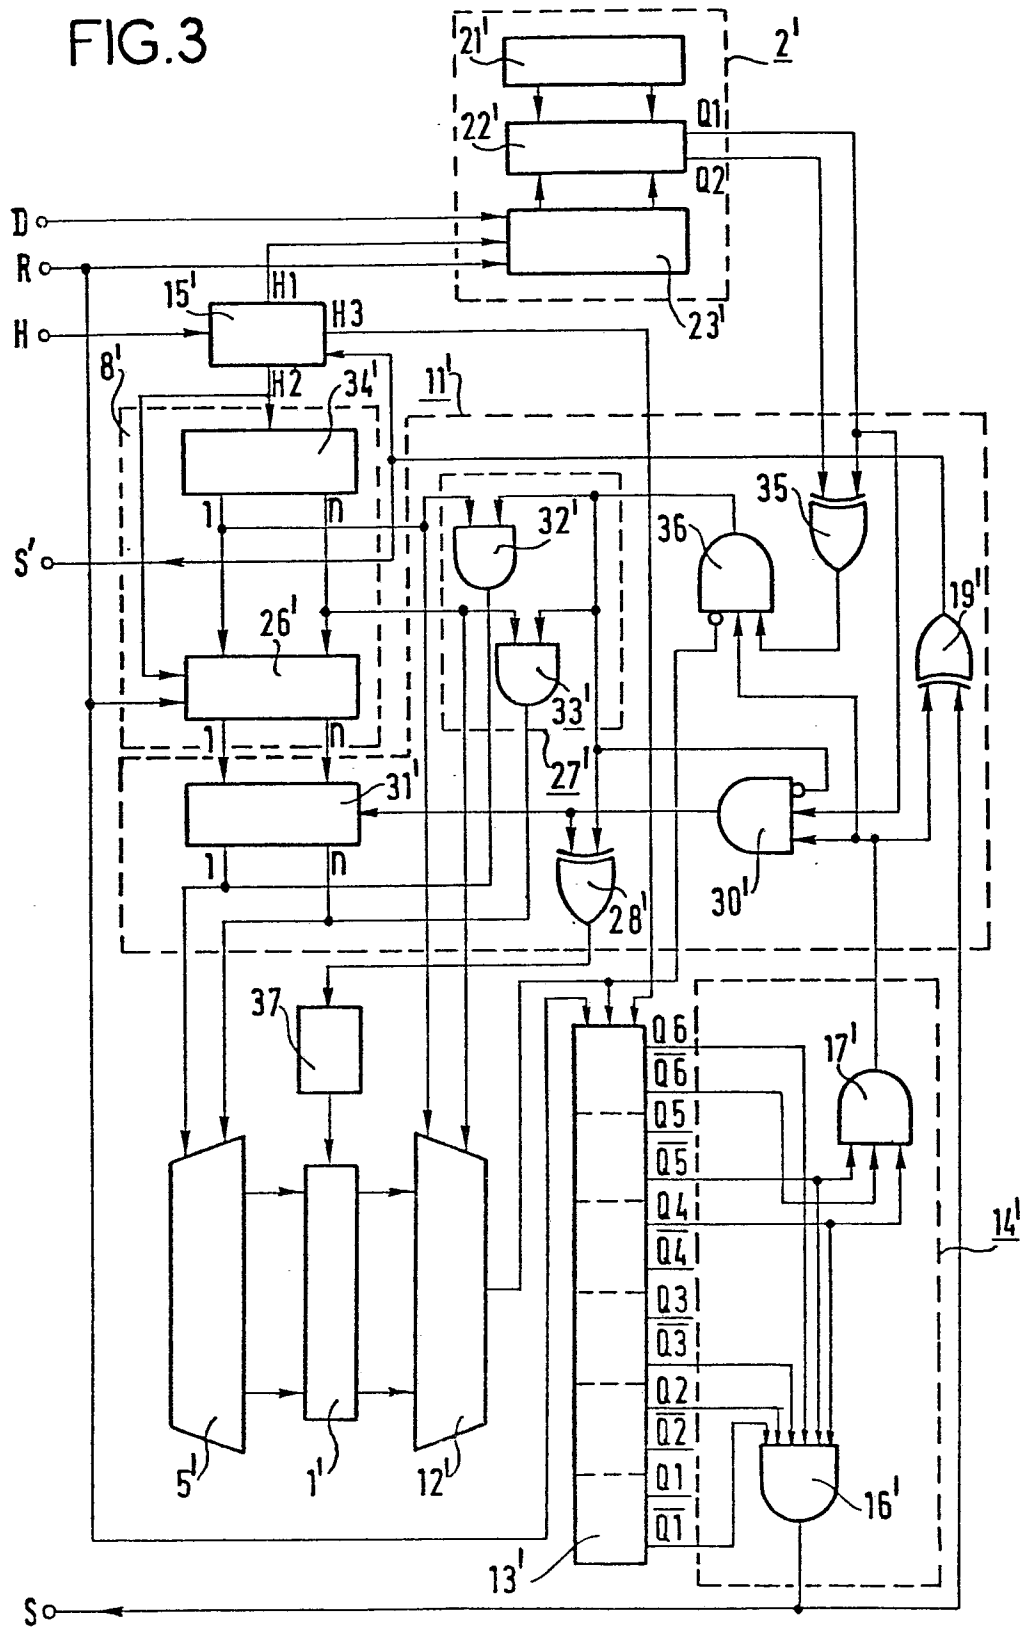 FIG.3
21'
2'
22'
Q1
Q2
D
R
H1
15'
H3
23'
H
8'
H2
34'
11'
1
n
32'
35
36
S'
19'
26'
33'
1
n
27'
31'
1
n
28'
30'
37
Q6
Q6
17'
Q5
Q5
Q4
14'
Q4
Q3
Q3
Q2
Q2
5'
1'
12'
Q1
16'
Q1
13'
S